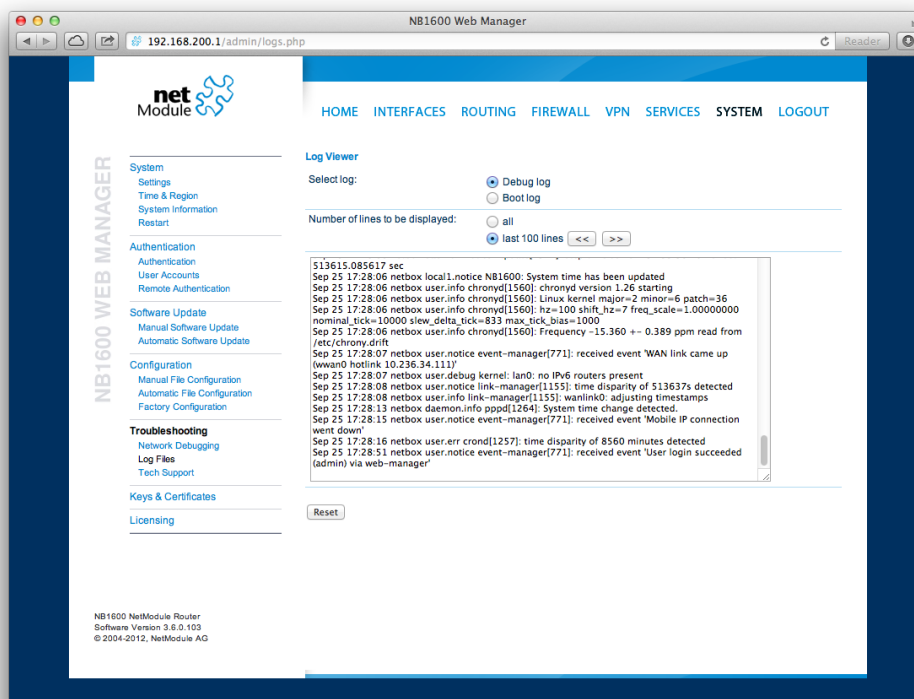 NB1600 Web Manager
192.168.200.1/admin/logs.php
Reader
net
Module
HOME INTERFACES ROUTING FIREWALL VPN SERVICES SYSTEM LOGOUT
NB1600 WEB MANAGER
System
Settings
Time & Region
System Information
Restart
Authentication
Authentication
User Accounts
Remote Authentication
Software Update
Manual Software Update
Automatic Software Update
Configuration
Manual File Configuration
Automatic File Configuration
Factory Configuration
Troubleshooting
Network Debugging
Log Files
Tech Support
Keys & Certificates
Licensing
Log Viewer
Select log:
Debug log
Boot log
Number of lines to be displayed:
all
last 100 lines << >>
513615.085617 sec
Sep 25 17:28:06 netbox local1.notice NB1600: System time has been updated
Sep 25 17:28:06 netbox user.info chronyd[1560]: chronyd version 1.26 starting
Sep 25 17:28:06 netbox user.info chronyd[1560]: Linux kernel major=2 minor=6 patch=36
Sep 25 17:28:06 netbox user.info chronyd[1560]: hz=100 shift_hz=7 freq_scale=1.00000000
nominal_tick=10000 slew_delta_tick=833 max_tick_bias=1000
Sep 25 17:28:06 netbox user.info chronyd[1560]: Frequency -15.360 +- 0.389 ppm read from
/etc/chrony.drift
Sep 25 17:28:07 netbox user.notice event-manager[771]: received event 'WAN link came up
(wwan0 hotlink 10.236.34.111)'
Sep 25 17:28:07 netbox user.debug kernel: lan0: no IPv6 routers present
Sep 25 17:28:08 netbox user.notice link-manager[1155]: time disparity of 513637s detected
Sep 25 17:28:08 netbox user.info link-manager[1155]: wanlink0: adjusting timestamps
Sep 25 17:28:13 netbox daemon.info pppd[1264]: System time change detected.
Sep 25 17:28:15 netbox user.notice event-manager[771]: received event 'Mobile IP connection
went down'
Sep 25 17:28:16 netbox user.err crond[1257]: time disparity of 8560 minutes detected
Sep 25 17:28:51 netbox user.notice event-manager[771]: received event 'User login succeeded
(admin) via web-manager'
Reset
NB1600 NetModule Router
Software Version 3.6.0.103
© 2004-2012, NetModule AG